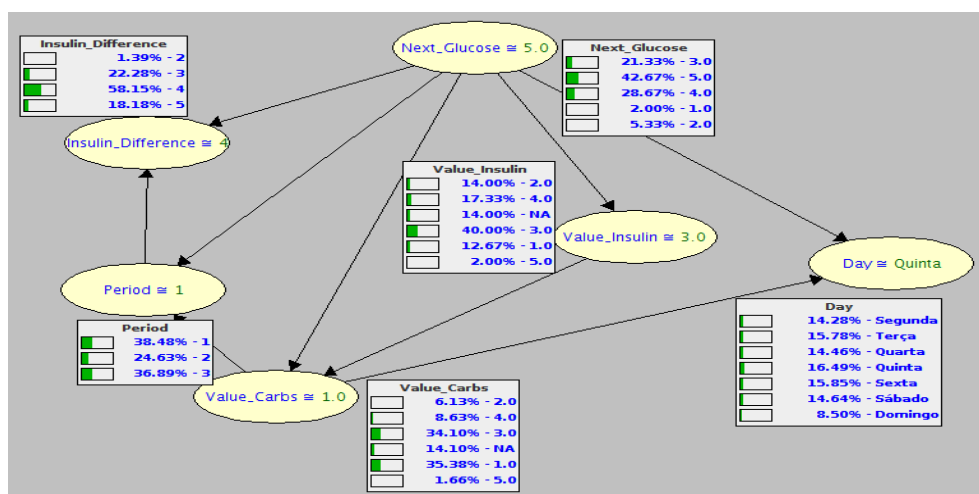 Insulin_Difference
1.39% - 2
22.28% - 3
58.15% - 4
18.18% - 5
Next_Glucose ≅ 5.0
Next_Glucose
21.33% - 3.0
42.67% - 5.0
28.67% - 4.0
2.00% - 1.0
5.33% - 2.0
Insulin_Difference ≅ 4
Value_Insulin
14.00% - 2.0
17.33% - 4.0
14.00% - NA
40.00% - 3.0
12.67% - 1.0
2.00% - 5.0
Value_Insulin ≅ 3.0
Day ≅ Quinta
Period ≅ 1
Period
38.48% - 1
24.63% - 2
36.89% - 3
Value_Carbs ≅ 1.0
Value_Carbs
6.13% - 2.0
8.63% - 4.0
34.10% - 3.0
14.10% - NA
35.38% - 1.0
1.66% - 5.0
Day
14.28% - Segunda
15.78% - Terça
14.46% - Quarta
16.49% - Quinta
15.85% - Sexta
14.64% - Sábado
8.50% - Domingo